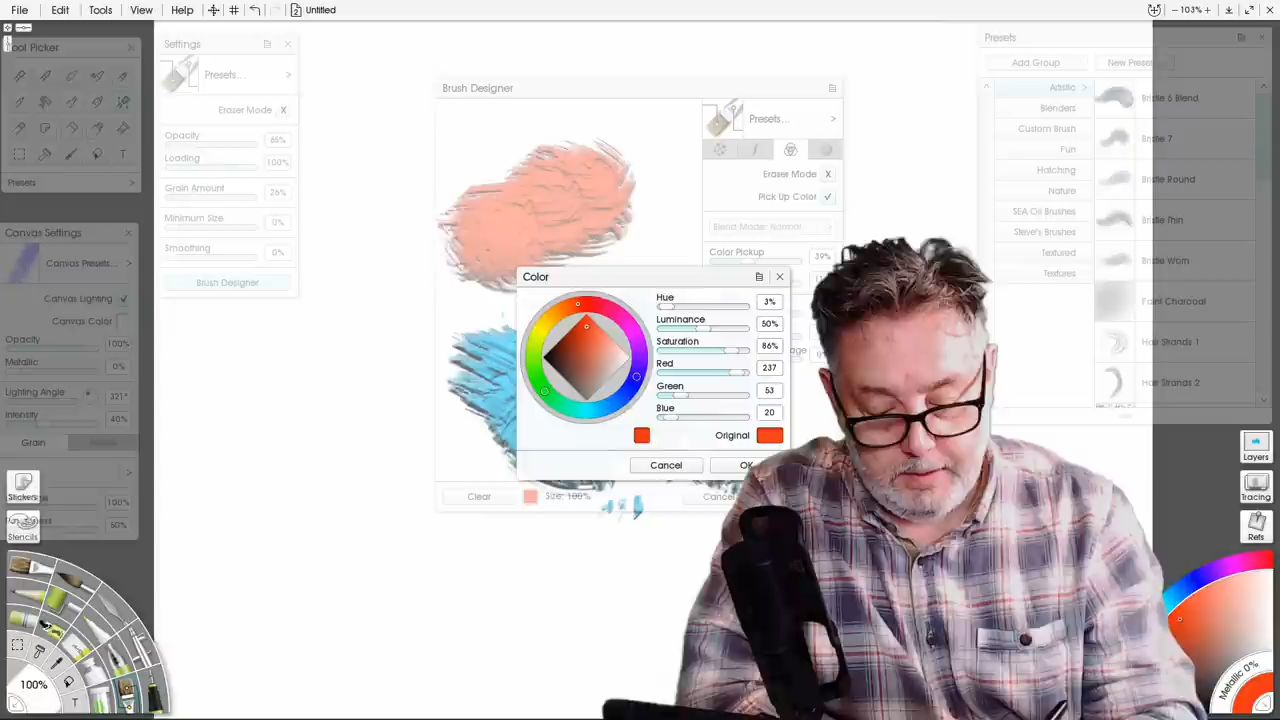 File Edit Tools View Help Untitled
103%
Tool Picker
Presets
Canvas Settings
Canvas Presets...
Canvas Lighting ✓
Canvas Color
Opacity 100%
Metallic 0%
Lighting Angle 321°
Intensity 40%
Grain
100%
60%
Stickers
Stencils
100%
T
Settings
Presets...
Eraser Mode X
Opacity 65%
Loading 100%
Grain Amount 26%
Minimum Size 0%
Smoothing 0%
Brush Designer
Brush Designer
Presets...
Eraser Mode X
Pick Up Color ✓
Blend Mode: Normal
Color Pickup 39%
Clear Size: 100% Cancel
Color
Hue 3%
Luminance 50%
Saturation 86%
Red 237
Green 53
Blue 20
Original
Cancel OK
Presets
Add Group New Preset
Artistic
Blenders
Custom Brush
Fun
Hatching
Nature
SEA Oil Brushes
Steve's Brushes
Textured
Textures
Bristle 6 Blend
Bristle 7
Bristle Round
Bristle Thin
Bristle Worn
Faint Charcoal
Hair Strands 1
Hair Strands 2
Layers
Tracing
Refs
Metallic 0%